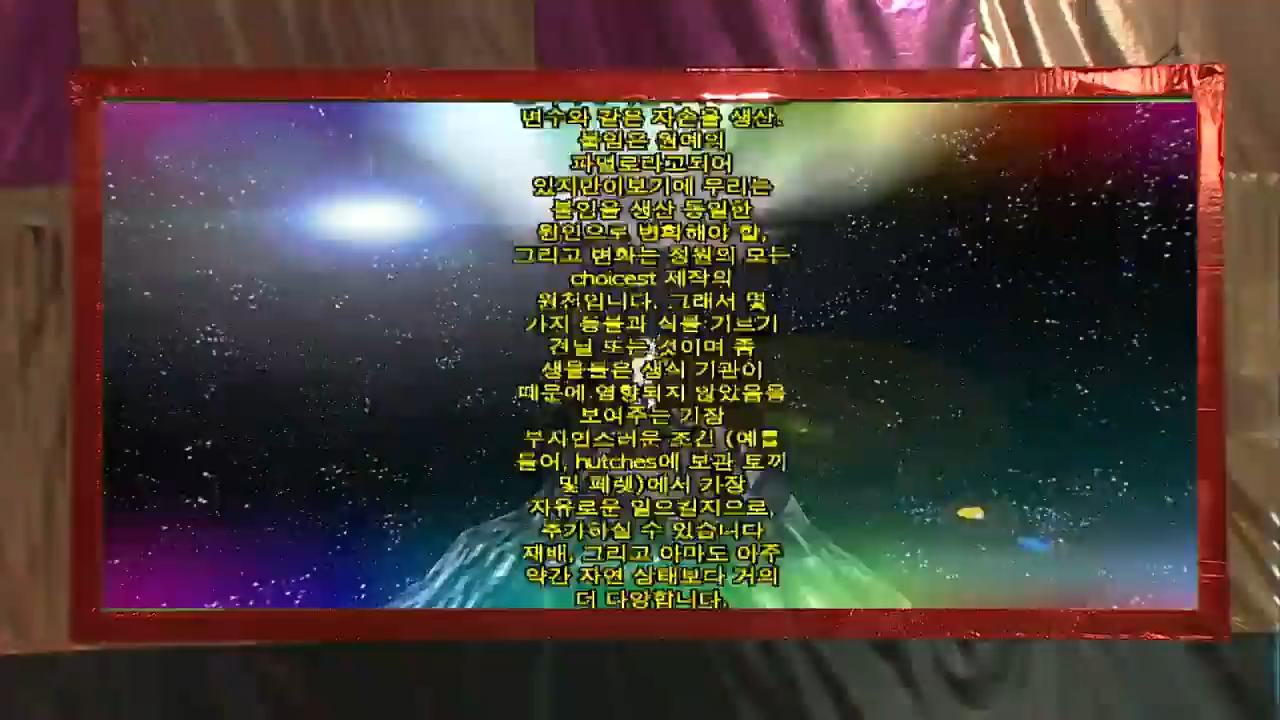 변수와 같은 자손을 생산.
불임은 원예의
파멸로라고되어
있지만이보기에 우리는
불인을 생산 동일한
원인으로 변화해야 할,
그리고 변화는 정원의 모든
choicest 제작의
원천입니다. 그래서 몇
가지 동물과 식물 기르기
견딜 또는 것이며 좀
생물들은 생식 기관이
때문에 영향되지 않았음을
보여주는 가장
부자연스러운 조건 (예를
들어, hutches에 보관 토끼
및 페렛)에서 가장
자유로운 일으킬지으로,
추가하실 수 있습니다
재배, 그리고 아마도 아주
약간 자연 상태보다 거의
더 다양합니다.